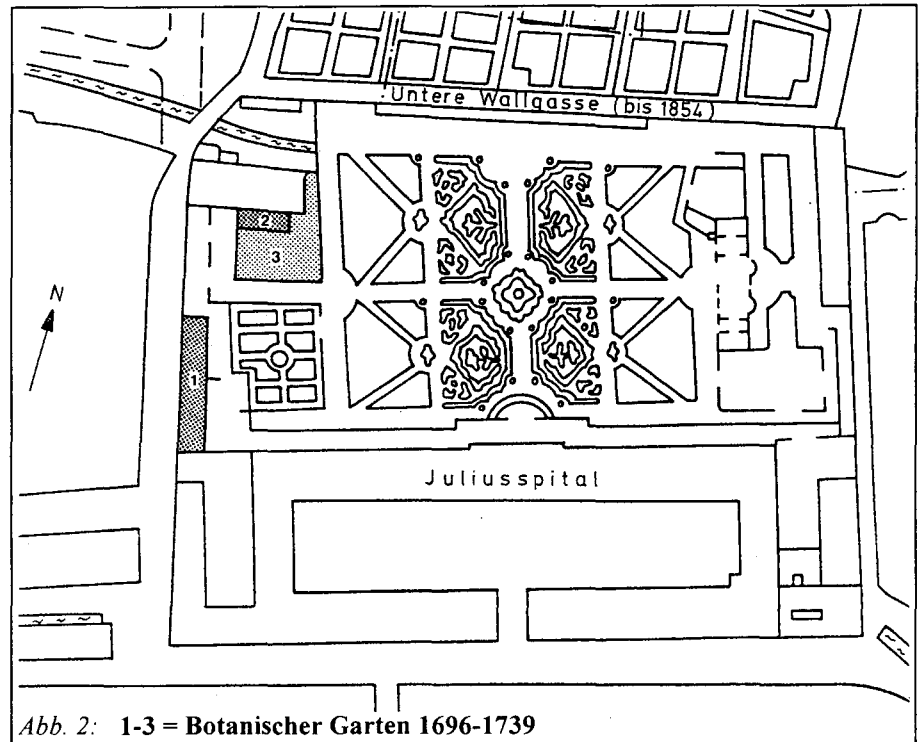 Untere Wallgasse (bis 1854)
2
3
N
1
Juliusspital
Abb. 2: 1-3 = Botanischer Garten 1696-1739